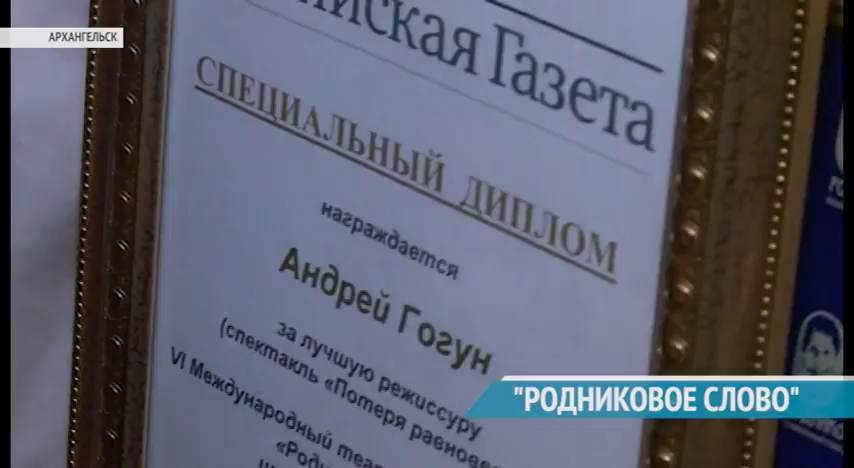 АРХАНГЕЛЬСК
йская Газета
СПЕЦИАЛЬНЫЙ ДИПЛОМ
награждается
Андрей Гогун
за лучшую режиссуру
(спектакль «Потеря равнове
VI Международный теа
«Род
"РОДНИКОВОЕ СЛОВО"